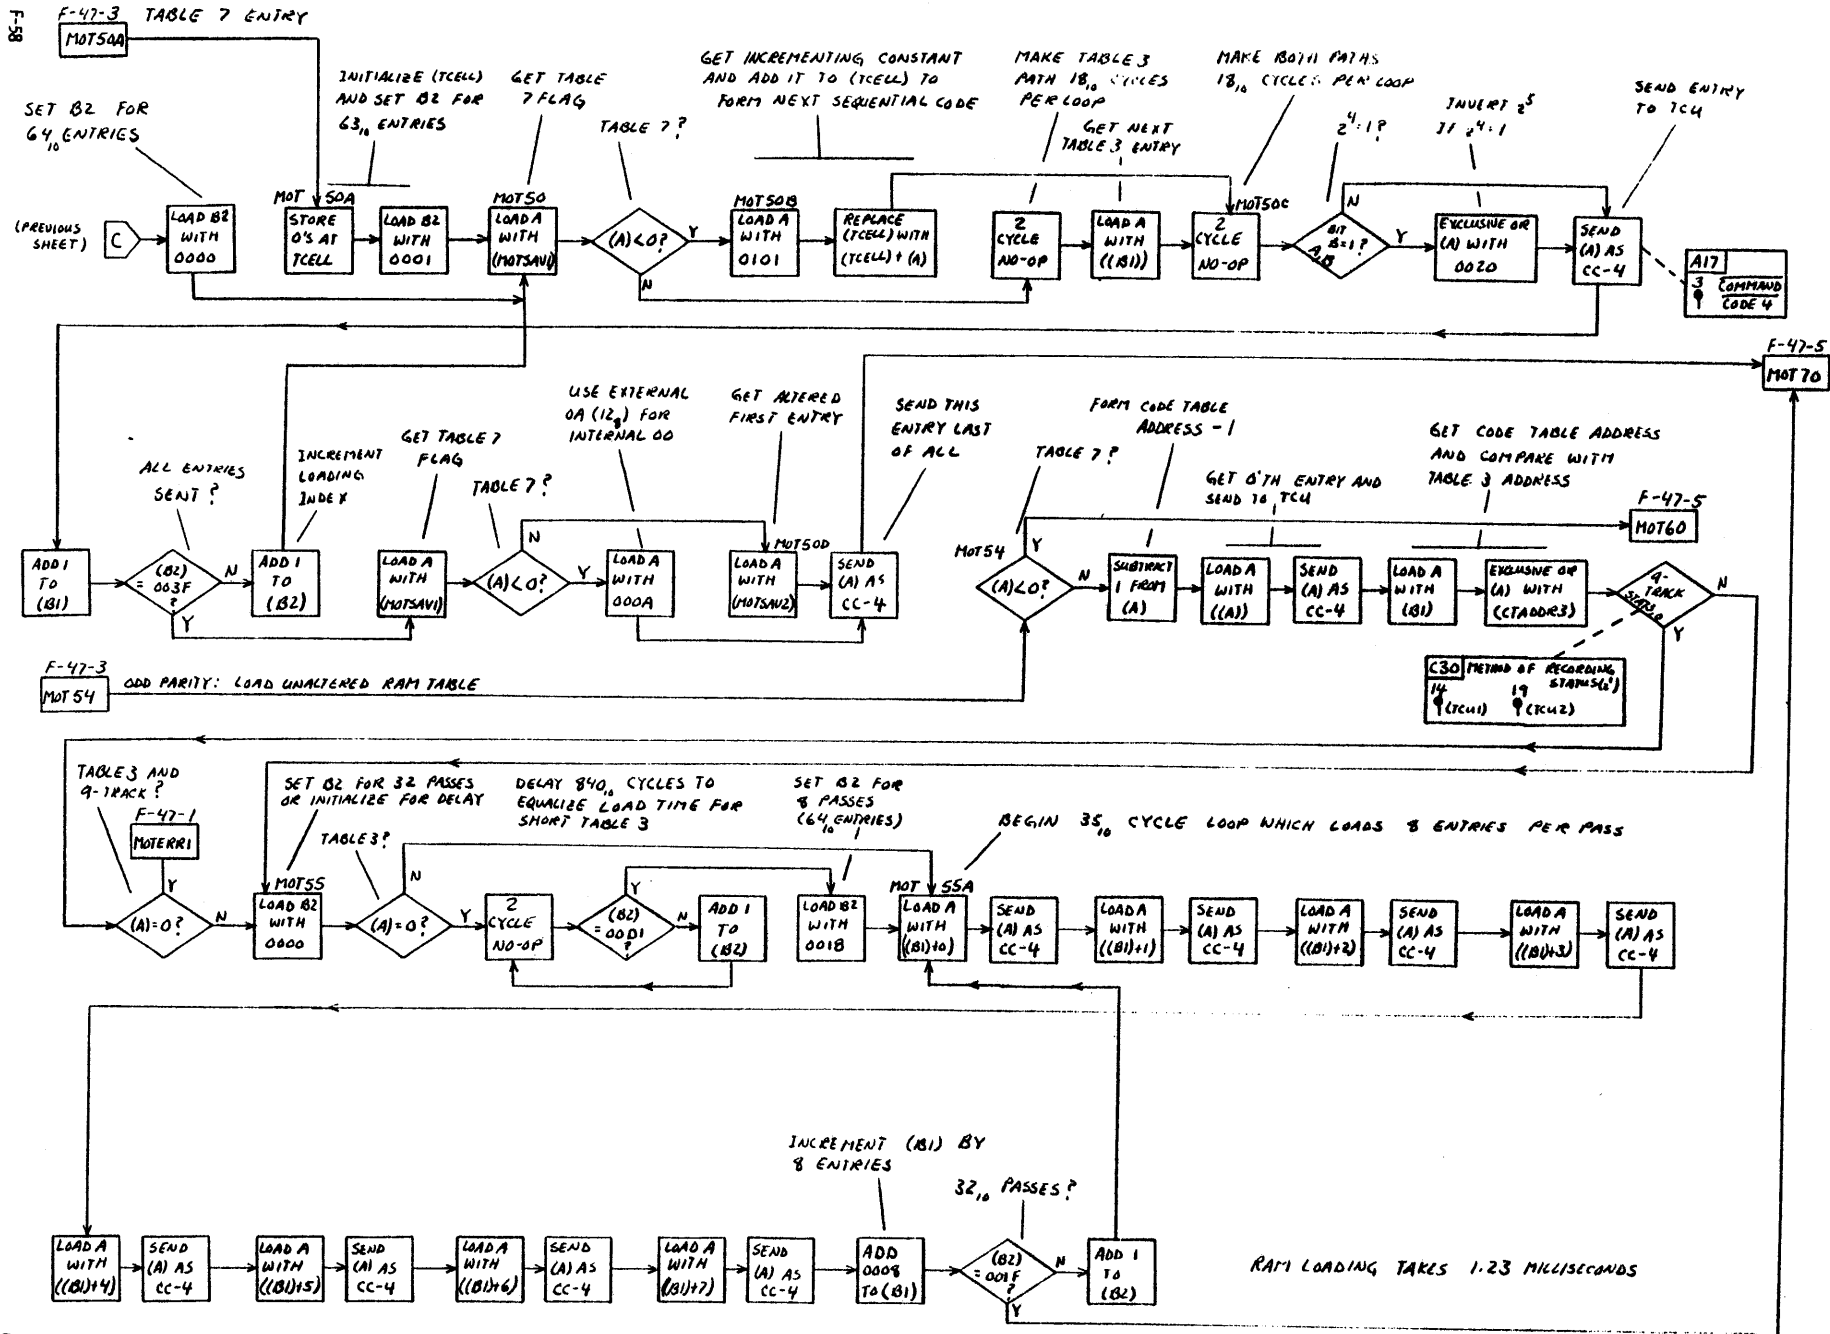 F-58
F-47-3 TABLE 7 ENTRY
MOT50A
SET B2 FOR
64₁₀ ENTRIES
INITIALIZE (TCELL)
AND SET B2 FOR
63₁₀ ENTRIES
GET TABLE
7 FLAG
TABLE 7?
GET INCREMENTING CONSTANT
AND ADD IT TO (TCELL) TO
FORM NEXT SEQUENTIAL CODE
MAKE TABLE 3
PATH 18₁₀ CYCLES
PER LOOP
GET NEXT
TABLE 3 ENTRY
MAKE BOTH PATHS
18₁₀ CYCLES PER LOOP
2⁴=1?
INVERT 2⁵
IF 2⁴=1
SEND ENTRY
TO TCU
(PREVIOUS
SHEET)
C
LOAD B2
WITH
0000
MOT 50A
STORE
0'S AT
TCELL
LOAD B2
WITH
0001
MOT50
LOAD A
WITH
(MOTSAV1)
(A)<0?
Y
N
MOT50B
LOAD A
WITH
0101
REPLACE
(TCELL) WITH
(TCELL)+(A)
2
CYCLE
NO-OP
LOAD A
WITH
((B1))
MOT50C
2
CYCLE
NO-OP
BIT
B=1?
N
Y
EXCLUSIVE OR
(A) WITH
0020
SEND
(A) AS
CC-4
A17
3 COMMAND
CODE 4
F-47-5
MOT70
ALL ENTRIES
SENT?
INCREMENT
LOADING
INDEX
GET TABLE 7
FLAG
TABLE 7?
USE EXTERNAL
0A (12₈) FOR
INTERNAL 00
GET ALTERED
FIRST ENTRY
SEND THIS
ENTRY LAST
OF ALL
TABLE 7?
FORM CODE TABLE
ADDRESS -1
GET 0'TH ENTRY AND
SEND TO TCU
GET CODE TABLE ADDRESS
AND COMPARE WITH
TABLE 3 ADDRESS
F-47-5
MOT60
ADD 1
TO
(B1)
(B2)
=003F
?
N
Y
ADD 1
TO
(B2)
LOAD A
WITH
(MOTSAV1)
(A)<0?
N
Y
LOAD A
WITH
000A
MOT50D
LOAD A
WITH
(MOTSAV2)
SEND
(A) AS
CC-4
MOT54
(A)<0?
Y
N
SUBTRACT
1 FROM
(A)
LOAD A
WITH
((A))
SEND
(A) AS
CC-4
LOAD A
WITH
(B1)
EXCLUSIVE OR
(A) WITH
(CTADDR3)
9-
TRACK
N
Y
F-47-3
MOT54
ODD PARITY: LOAD UNALTERED RAM TABLE
C30 METHOD OF RECORDING
STATUS(2¹)
14 (TCU1) 19 (TCU2)
TABLE 3 AND
9-TRACK?
F-47-1
MOTERR1
SET B2 FOR 32 PASSES
OR INITIALIZE FOR DELAY
TABLE 3?
DELAY 840₁₀ CYCLES TO
EQUALIZE LOAD TIME FOR
SHORT TABLE 3
SET B2 FOR
8 PASSES
(64₁₀ ENTRIES)
BEGIN 35₁₀ CYCLE LOOP WHICH LOADS 8 ENTRIES PER PASS
(A)=0?
Y
N
MOT55
LOAD B2
WITH
0000
(A)=0?
N
Y
2
CYCLE
NO-OP
(B2)
=00D1
?
Y
N
ADD 1
TO
(B2)
LOAD B2
WITH
0018
MOT 55A
LOAD A
WITH
((B1)+0)
SEND
(A) AS
CC-4
LOAD A
WITH
((B1)+1)
SEND
(A) AS
CC-4
LOAD A
WITH
((B1)+2)
SEND
(A) AS
CC-4
LOAD A
WITH
((B1)+3)
SEND
(A) AS
CC-4
INCREMENT (B1) BY
8 ENTRIES
32₁₀ PASSES?
LOAD A
WITH
((B1)+4)
SEND
(A) AS
CC-4
LOAD A
WITH
((B1)+5)
SEND
(A) AS
CC-4
LOAD A
WITH
((B1)+6)
SEND
(A) AS
CC-4
LOAD A
WITH
((B1)+7)
SEND
(A) AS
CC-4
ADD
0008
TO (B1)
(B2)
=001F
?
N
Y
ADD 1
TO
(B2)
RAM LOADING TAKES 1.23 MILLISECONDS